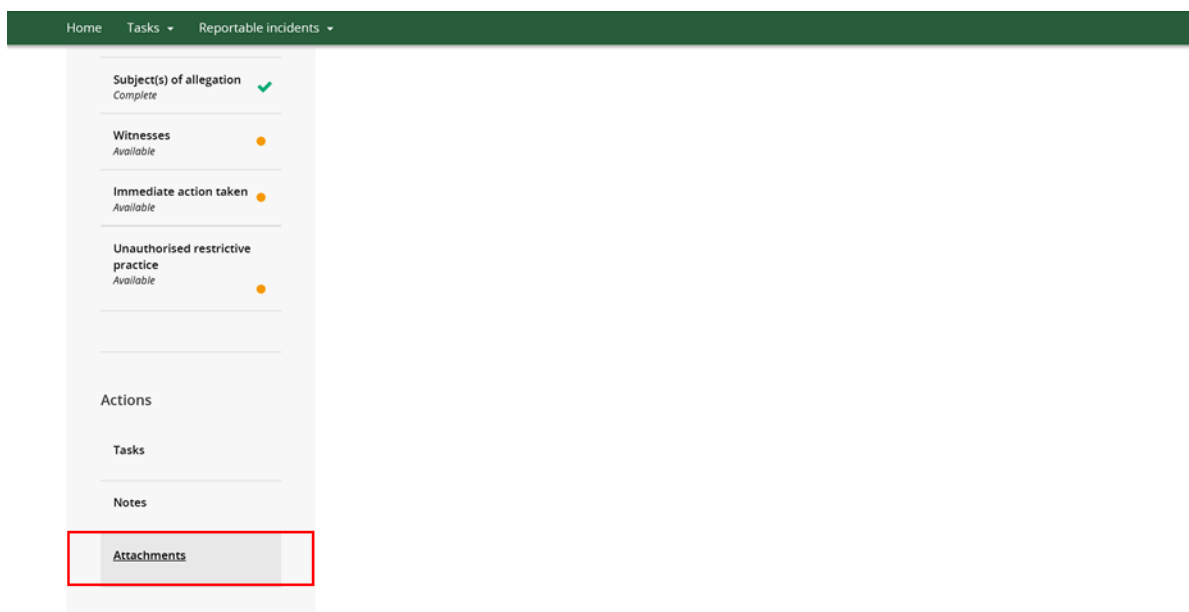 Home Tasks Reportable incidents
Subject(s) of allegation
Complete
Witnesses
Available
Immediate action taken
Available
Unauthorised restrictive
practice
Available
Actions
Tasks
Notes
Attachments